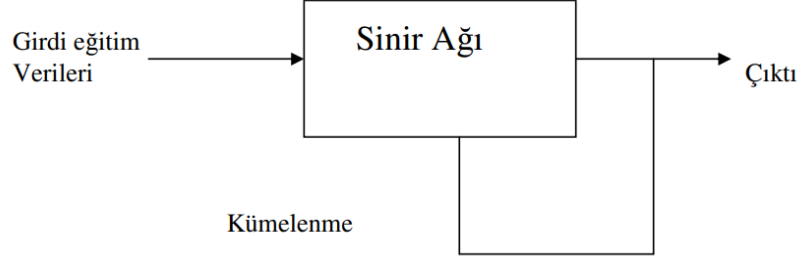 Girdi eğitim
Verileri
Sinir Ağı
Çıktı
Kümelenme